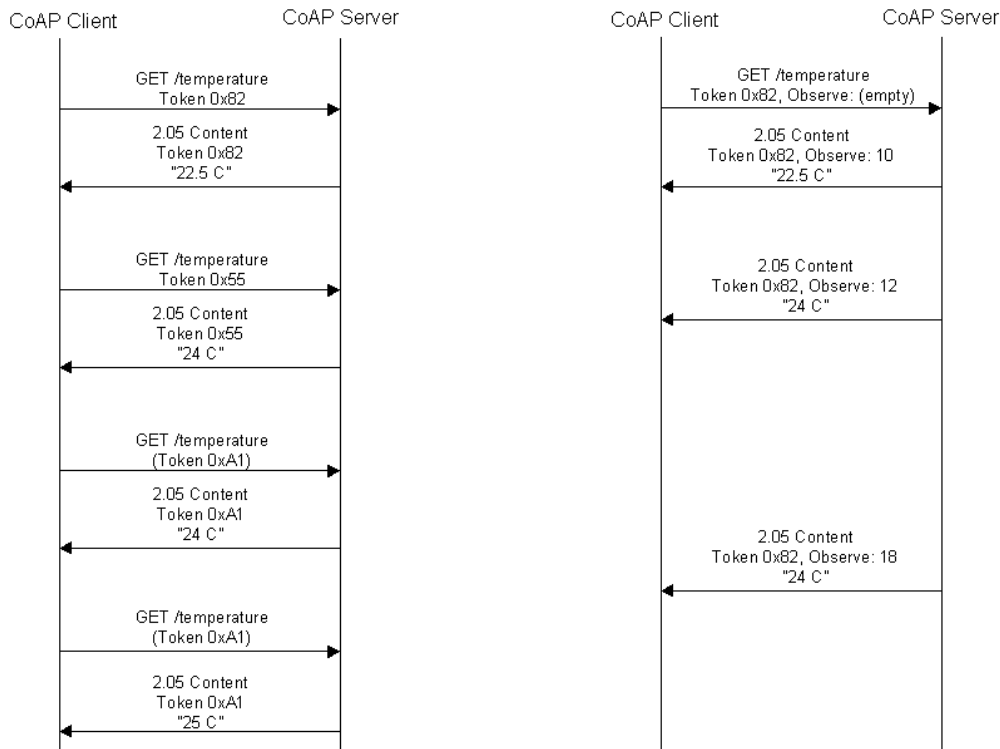 CoAP Client
CoAP Server
GET /temperature
Token 0x82
2.05 Content
Token 0x82
"22.5 C"
GET /temperature
Token 0x55
2.05 Content
Token 0x55
"24 C"
GET /temperature
(Token 0xA1)
2.05 Content
Token 0xA1
"24 C"
GET /temperature
(Token 0xA1)
2.05 Content
Token 0xA1
"25 C"
CoAP Client
CoAP Server
GET /temperature
Token 0x82, Observe: (empty)
2.05 Content
Token 0x82, Observe: 10
"22.5 C"
2.05 Content
Token 0x82, Observe: 12
"24 C"
2.05 Content
Token 0x82, Observe: 18
"24 C"